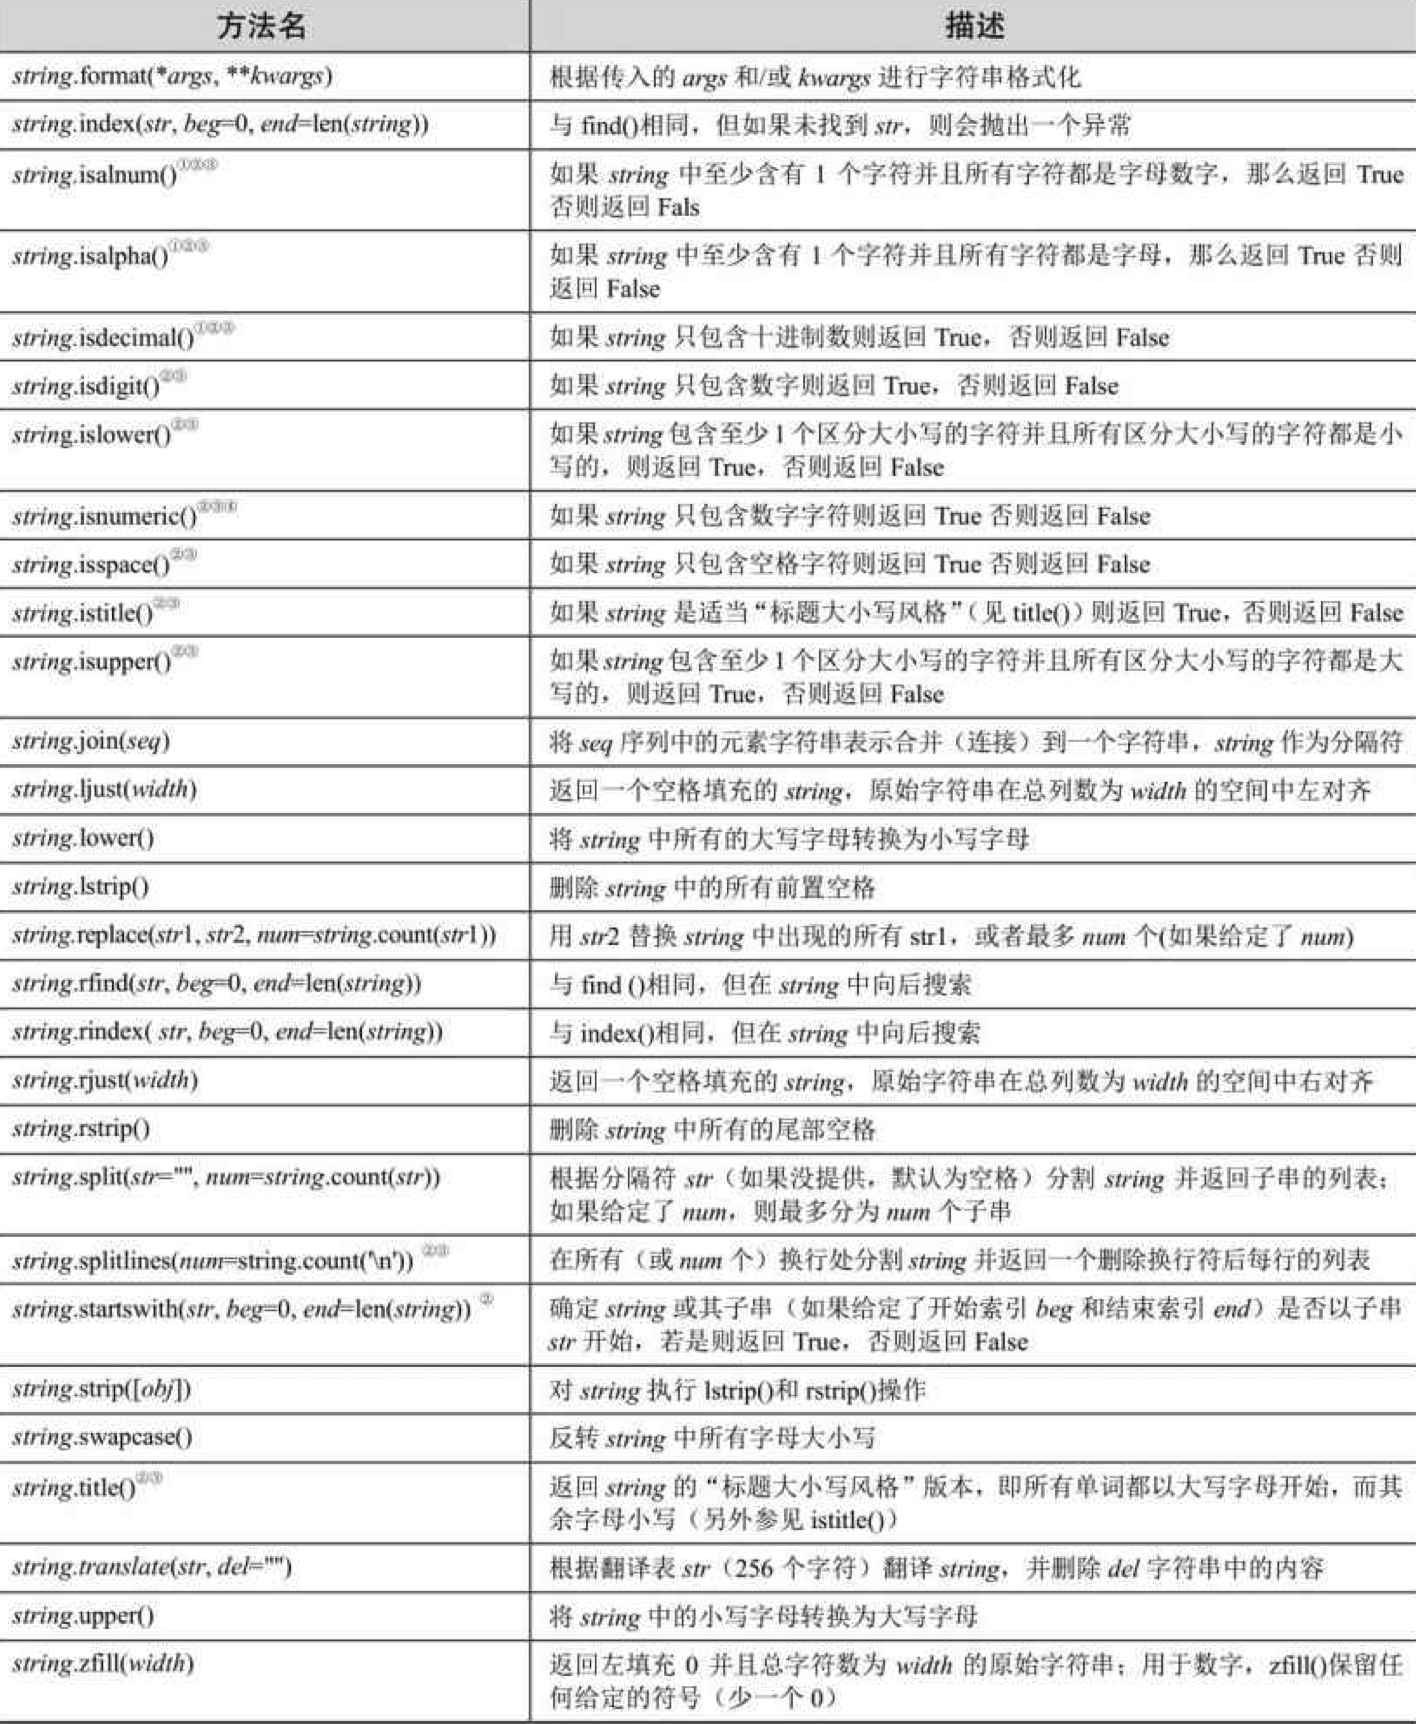 方法名 描述
string.format(*args, **kwargs) 根据传入的 args 和/或 kwargs 进行字符串格式化
string.index(str, beg=0, end=len(string)) 与 find()相同，但如果未找到 str，则会抛出一个异常
string.isalnum()①②③ 如果 string 中至少含有 1 个字符并且所有字符都是字母数字，那么返回 True
否则返回 Fals
string.isalpha()①②③ 如果 string 中至少含有 1 个字符并且所有字符都是字母，那么返回 True 否则
返回 False
string.isdecimal()①②③ 如果 string 只包含十进制数则返回 True，否则返回 False
string.isdigit()②③ 如果 string 只包含数字则返回 True，否则返回 False
string.islower()②③ 如果 string 包含至少 1 个区分大小写的字符并且所有区分大小写的字符都是小
写的，则返回 True，否则返回 False
string.isnumeric()②③④ 如果 string 只包含数字字符则返回 True 否则返回 False
string.isspace()②③ 如果 string 只包含空格字符则返回 True 否则返回 False
string.istitle()②③ 如果 string 是适当“标题大小写风格”（见 title()）则返回 True，否则返回 False
string.isupper()②③ 如果 string 包含至少 1 个区分大小写的字符并且所有区分大小写的字符都是大
写的，则返回 True，否则返回 False
string.join(seq) 将 seq 序列中的元素字符串表示合并（连接）到一个字符串，string 作为分隔符
string.ljust(width) 返回一个空格填充的 string，原始字符串在总列数为 width 的空间中左对齐
string.lower() 将 string 中所有的大写字母转换为小写字母
string.lstrip() 删除 string 中的所有前置空格
string.replace(str1, str2, num=string.count(str1)) 用 str2 替换 string 中出现的所有 str1，或者最多 num 个(如果给定了 num)
string.rfind(str, beg=0, end=len(string)) 与 find ()相同，但在 string 中向后搜索
string.rindex( str, beg=0, end=len(string)) 与 index()相同，但在 string 中向后搜索
string.rjust(width) 返回一个空格填充的 string，原始字符串在总列数为 width 的空间中右对齐
string.rstrip() 删除 string 中所有的尾部空格
string.split(str="", num=string.count(str)) 根据分隔符 str（如果没提供，默认为空格）分割 string 并返回子串的列表；
如果给定了 num，则最多分为 num 个子串
string.splitlines(num=string.count('\n')) ②③ 在所有（或 num 个）换行处分割 string 并返回一个删除换行符后每行的列表
string.startswith(str, beg=0, end=len(string)) ② 确定 string 或其子串（如果给定了开始索引 beg 和结束索引 end）是否以子串
str 开始，若是则返回 True，否则返回 False
string.strip([obj]) 对 string 执行 lstrip()和 rstrip()操作
string.swapcase() 反转 string 中所有字母大小写
string.title()②③ 返回 string 的“标题大小写风格”版本，即所有单词都以大写字母开始，而其
余字母小写（另外参见 istitle()）
string.translate(str, del="") 根据翻译表 str（256 个字符）翻译 string，并删除 del 字符串中的内容
string.upper() 将 string 中的小写字母转换为大写字母
string.zfill(width) 返回左填充 0 并且总字符数为 width 的原始字符串；用于数字，zfill()保留任
何给定的符号（少一个 0）